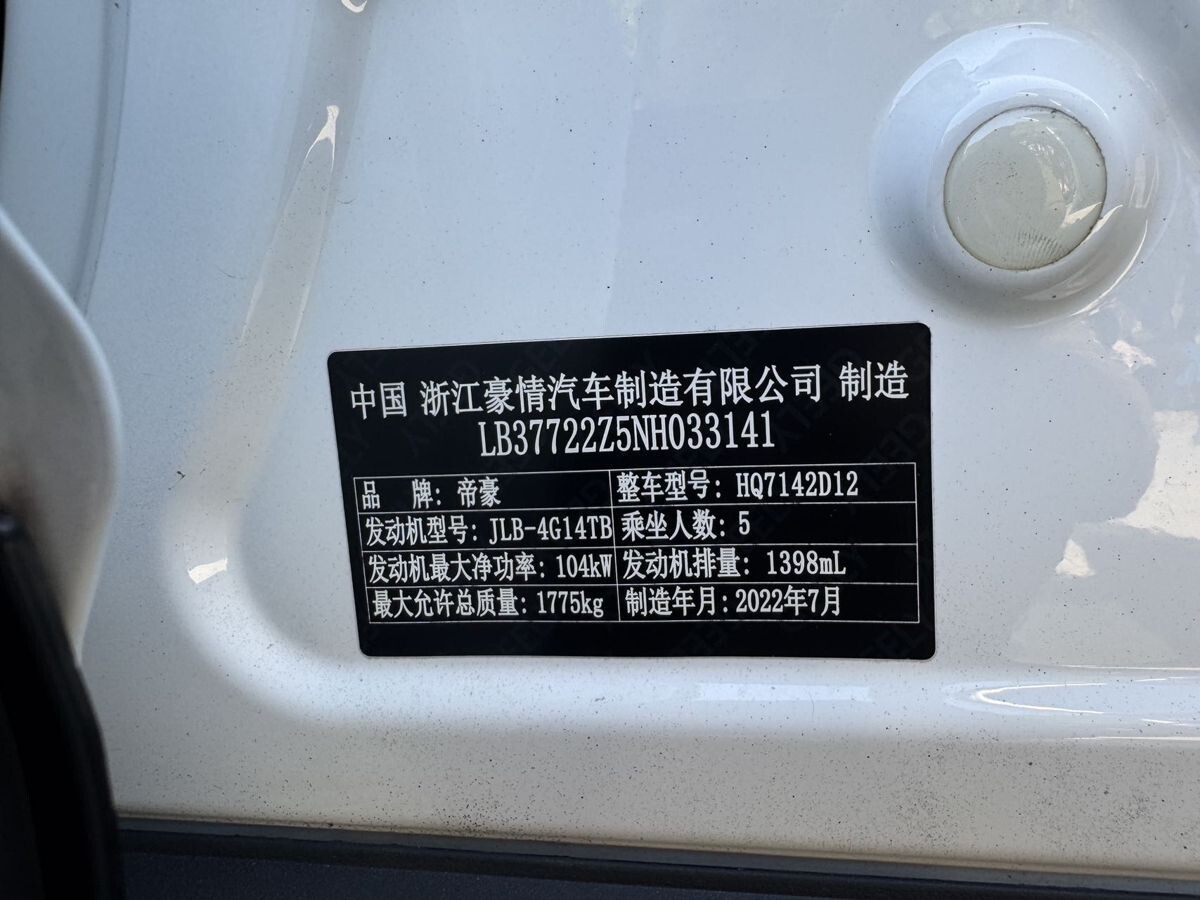 中国 浙江豪情汽车制造有限公司 制造
LB37722Z5NH033141
品 牌: 帝豪 整车型号: HQ7142D12
发动机型号: JLB-4G14TB 乘坐人数: 5
发动机最大净功率: 104kW 发动机排量: 1398mL
最大允许总质量: 1775kg 制造年月: 2022年7月